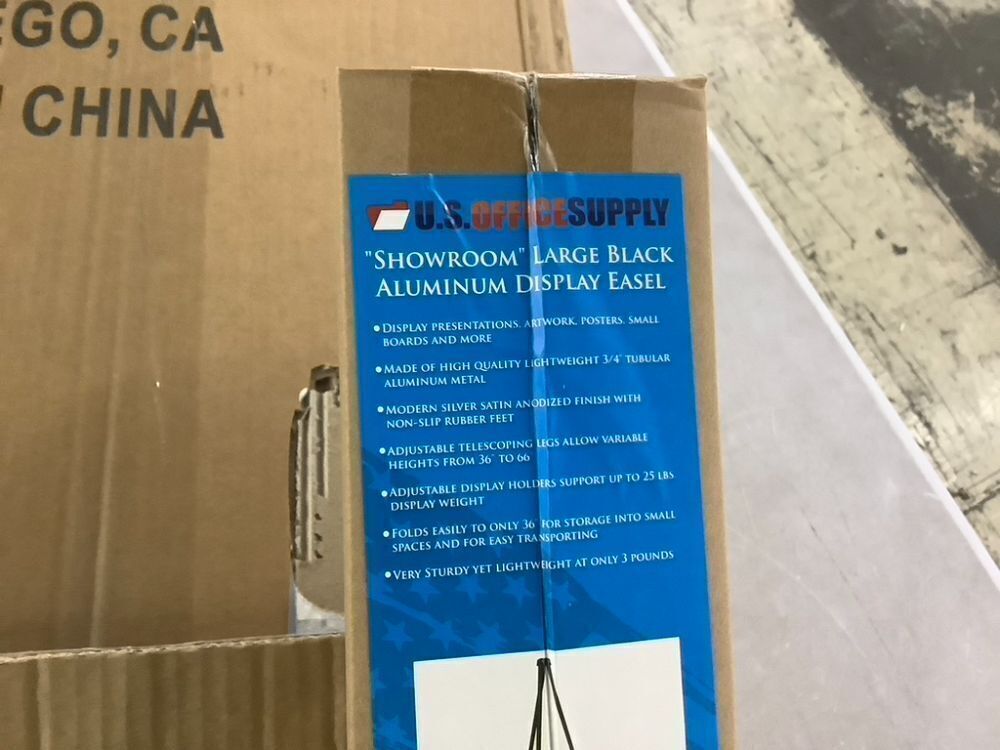 EGO, CA
CHINA
U.S.OFFICESUPPLY
"SHOWROOM" LARGE BLACK
ALUMINUM DISPLAY EASEL
• DISPLAY PRESENTATIONS, ARTWORK, POSTERS, SMALL
BOARDS AND MORE
• MADE OF HIGH QUALITY LIGHTWEIGHT 3/4" TUBULAR
ALUMINUM METAL
• MODERN SILVER SATIN ANODIZED FINISH WITH
NON-SLIP RUBBER FEET
• ADJUSTABLE TELESCOPING LEGS ALLOW VARIABLE
HEIGHTS FROM 36" TO 66
• ADJUSTABLE DISPLAY HOLDERS SUPPORT UP TO 25 LBS
DISPLAY WEIGHT
• FOLDS EASILY TO ONLY 36" FOR STORAGE INTO SMALL
SPACES AND FOR EASY TRANSPORTING
• VERY STURDY YET LIGHTWEIGHT AT ONLY 3 POUNDS